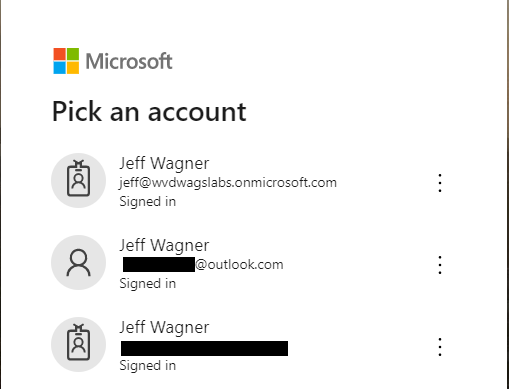 Microsoft
Pick an account
Jeff Wagner
jeff@wvdwagslabs.onmicrosoft.com
Signed in
Jeff Wagner
@outlook.com
Signed in
Jeff Wagner
Signed in